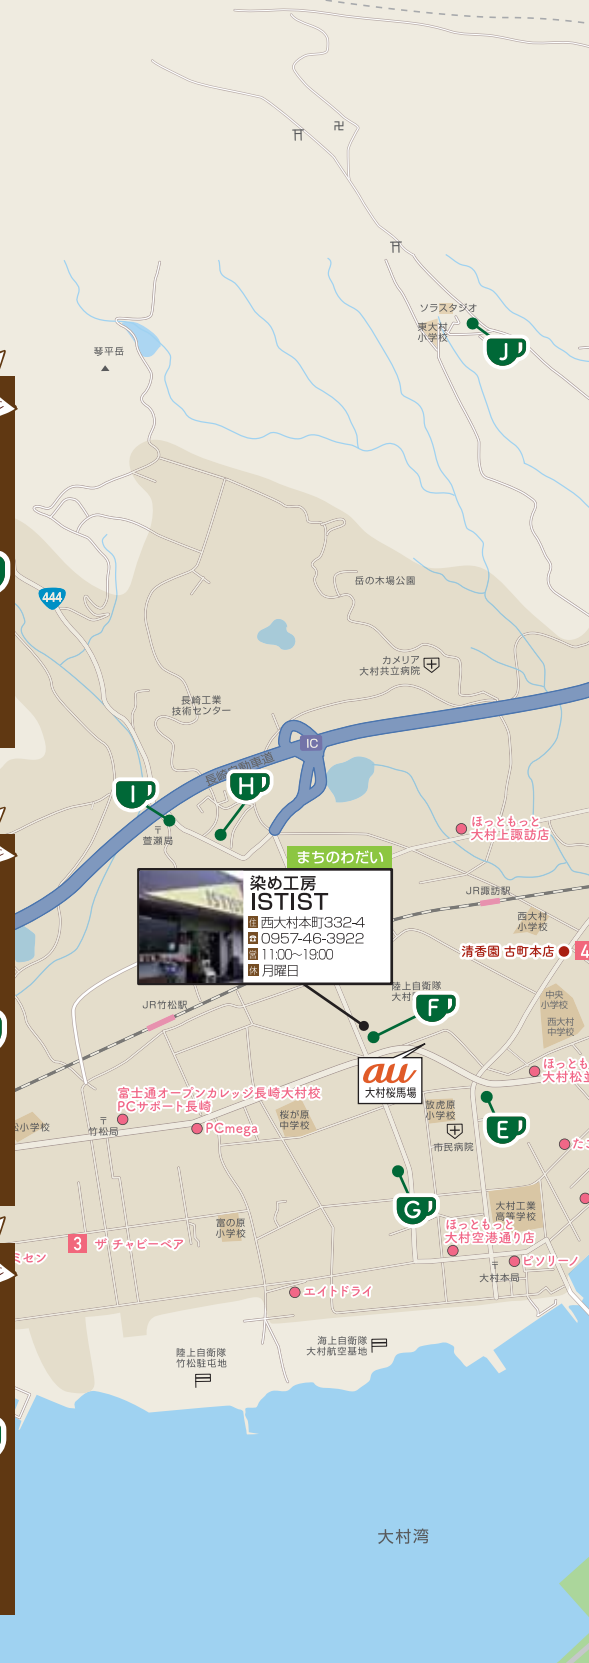 ソラスタジオ
東大村
小学校
J
琴平岳
444
岳の木場公園
カメリア
大村共立病院
長崎工業
技術センター
IC
長崎自動車道
I
H
〒
萱瀬局
ほっともっと
大村上諏訪店
まちのわだい
染め工房
ISTIST
住 西大村本町332-4
☎ 0957-46-3922
営 11:00〜19:00
休 月曜日
JR諏訪駅
西大村
小学校
清香園 古町本店
4
陸上自衛隊
JR竹松駅
F
中央
小学校
西大村
中学校
au
大村桜馬場
ほっとも
大村松並
富士通オープンカレッジ長崎大村校
PCサポート長崎
放虎原
小学校
桜が原
中学校
〒
竹松局
PCmega
小学校
E
市民病院
た
G
大村工業
高等学校
富の原
小学校
ほっともっと
大村空港通り店
3 ザ チャビーベア
ミセン
ピソリーノ
〒
大村本局
エイトドライ
海上自衛隊
大村航空基地
陸上自衛隊
竹松駐屯地
大村湾